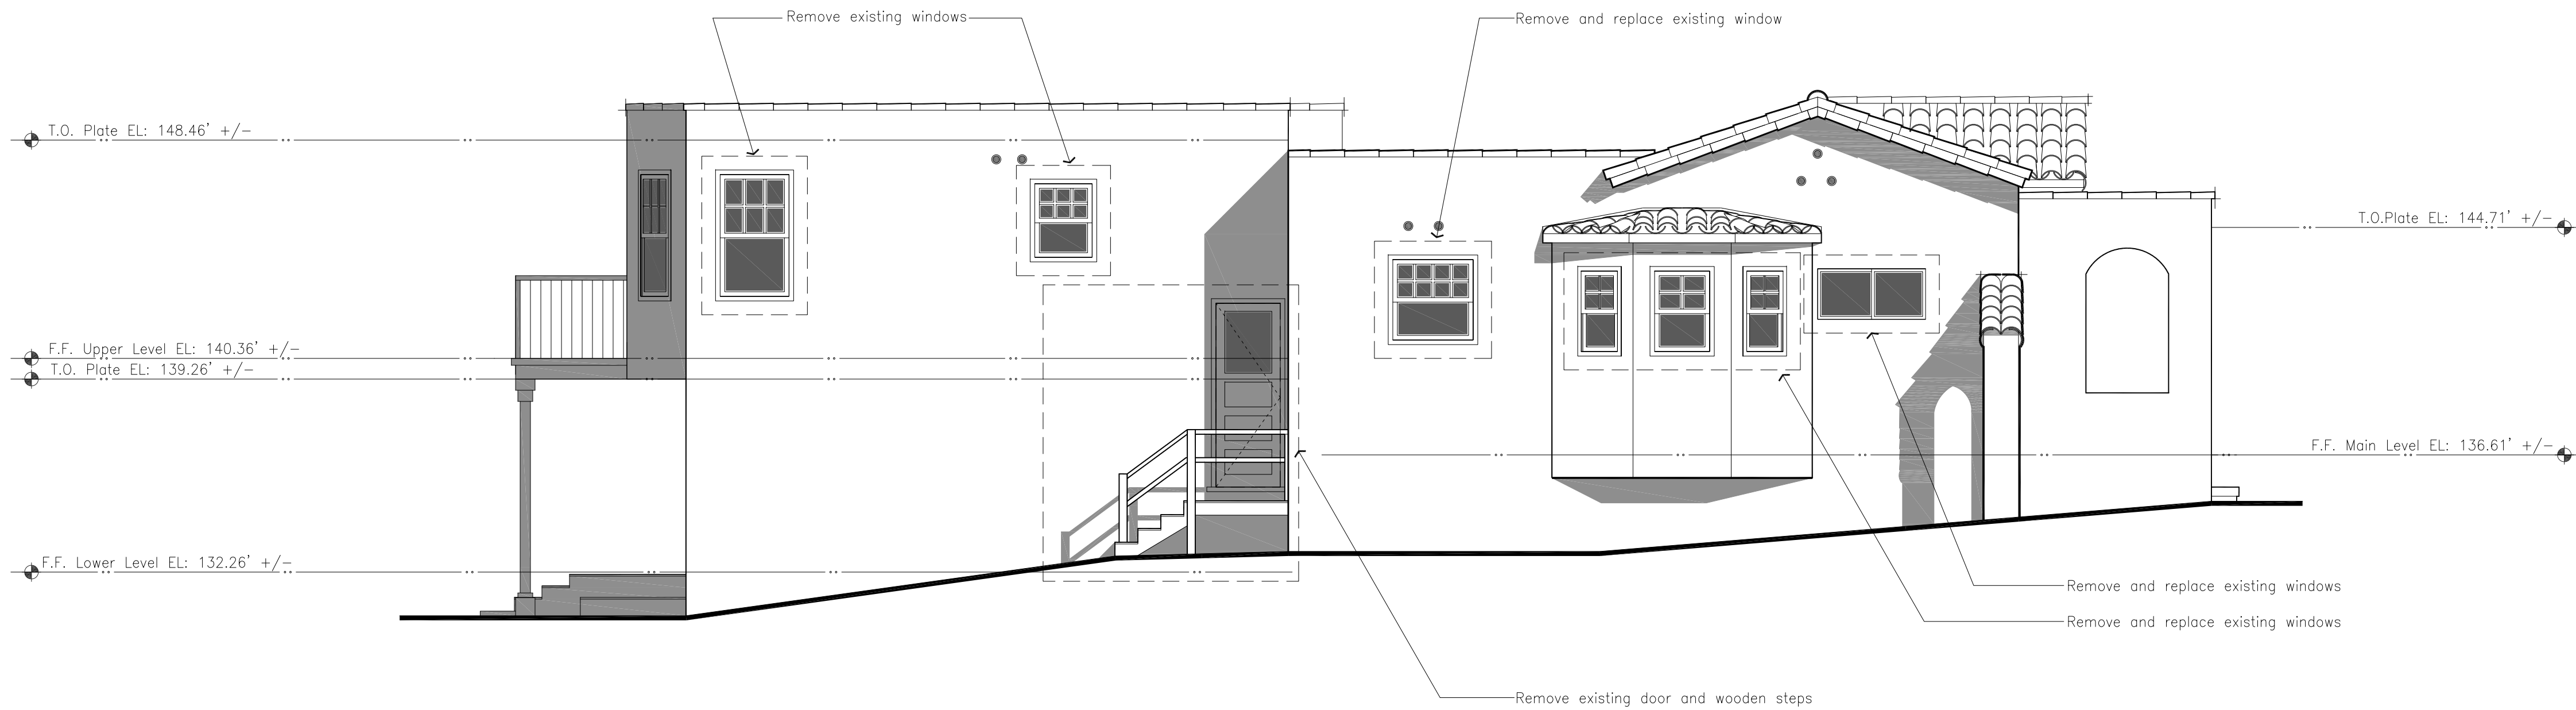 Remove existing windows
Remove and replace existing window
T.O. Plate EL: 148.46' +/-
T.O.Plate EL: 144.71' +/-
F.F. Upper Level EL: 140.36' +/-
T.O. Plate EL: 139.26' +/-
F.F. Main Level EL: 136.61' +/-
F.F. Lower Level EL: 132.26' +/-
Remove and replace existing windows
Remove and replace existing windows
Remove existing door and wooden steps